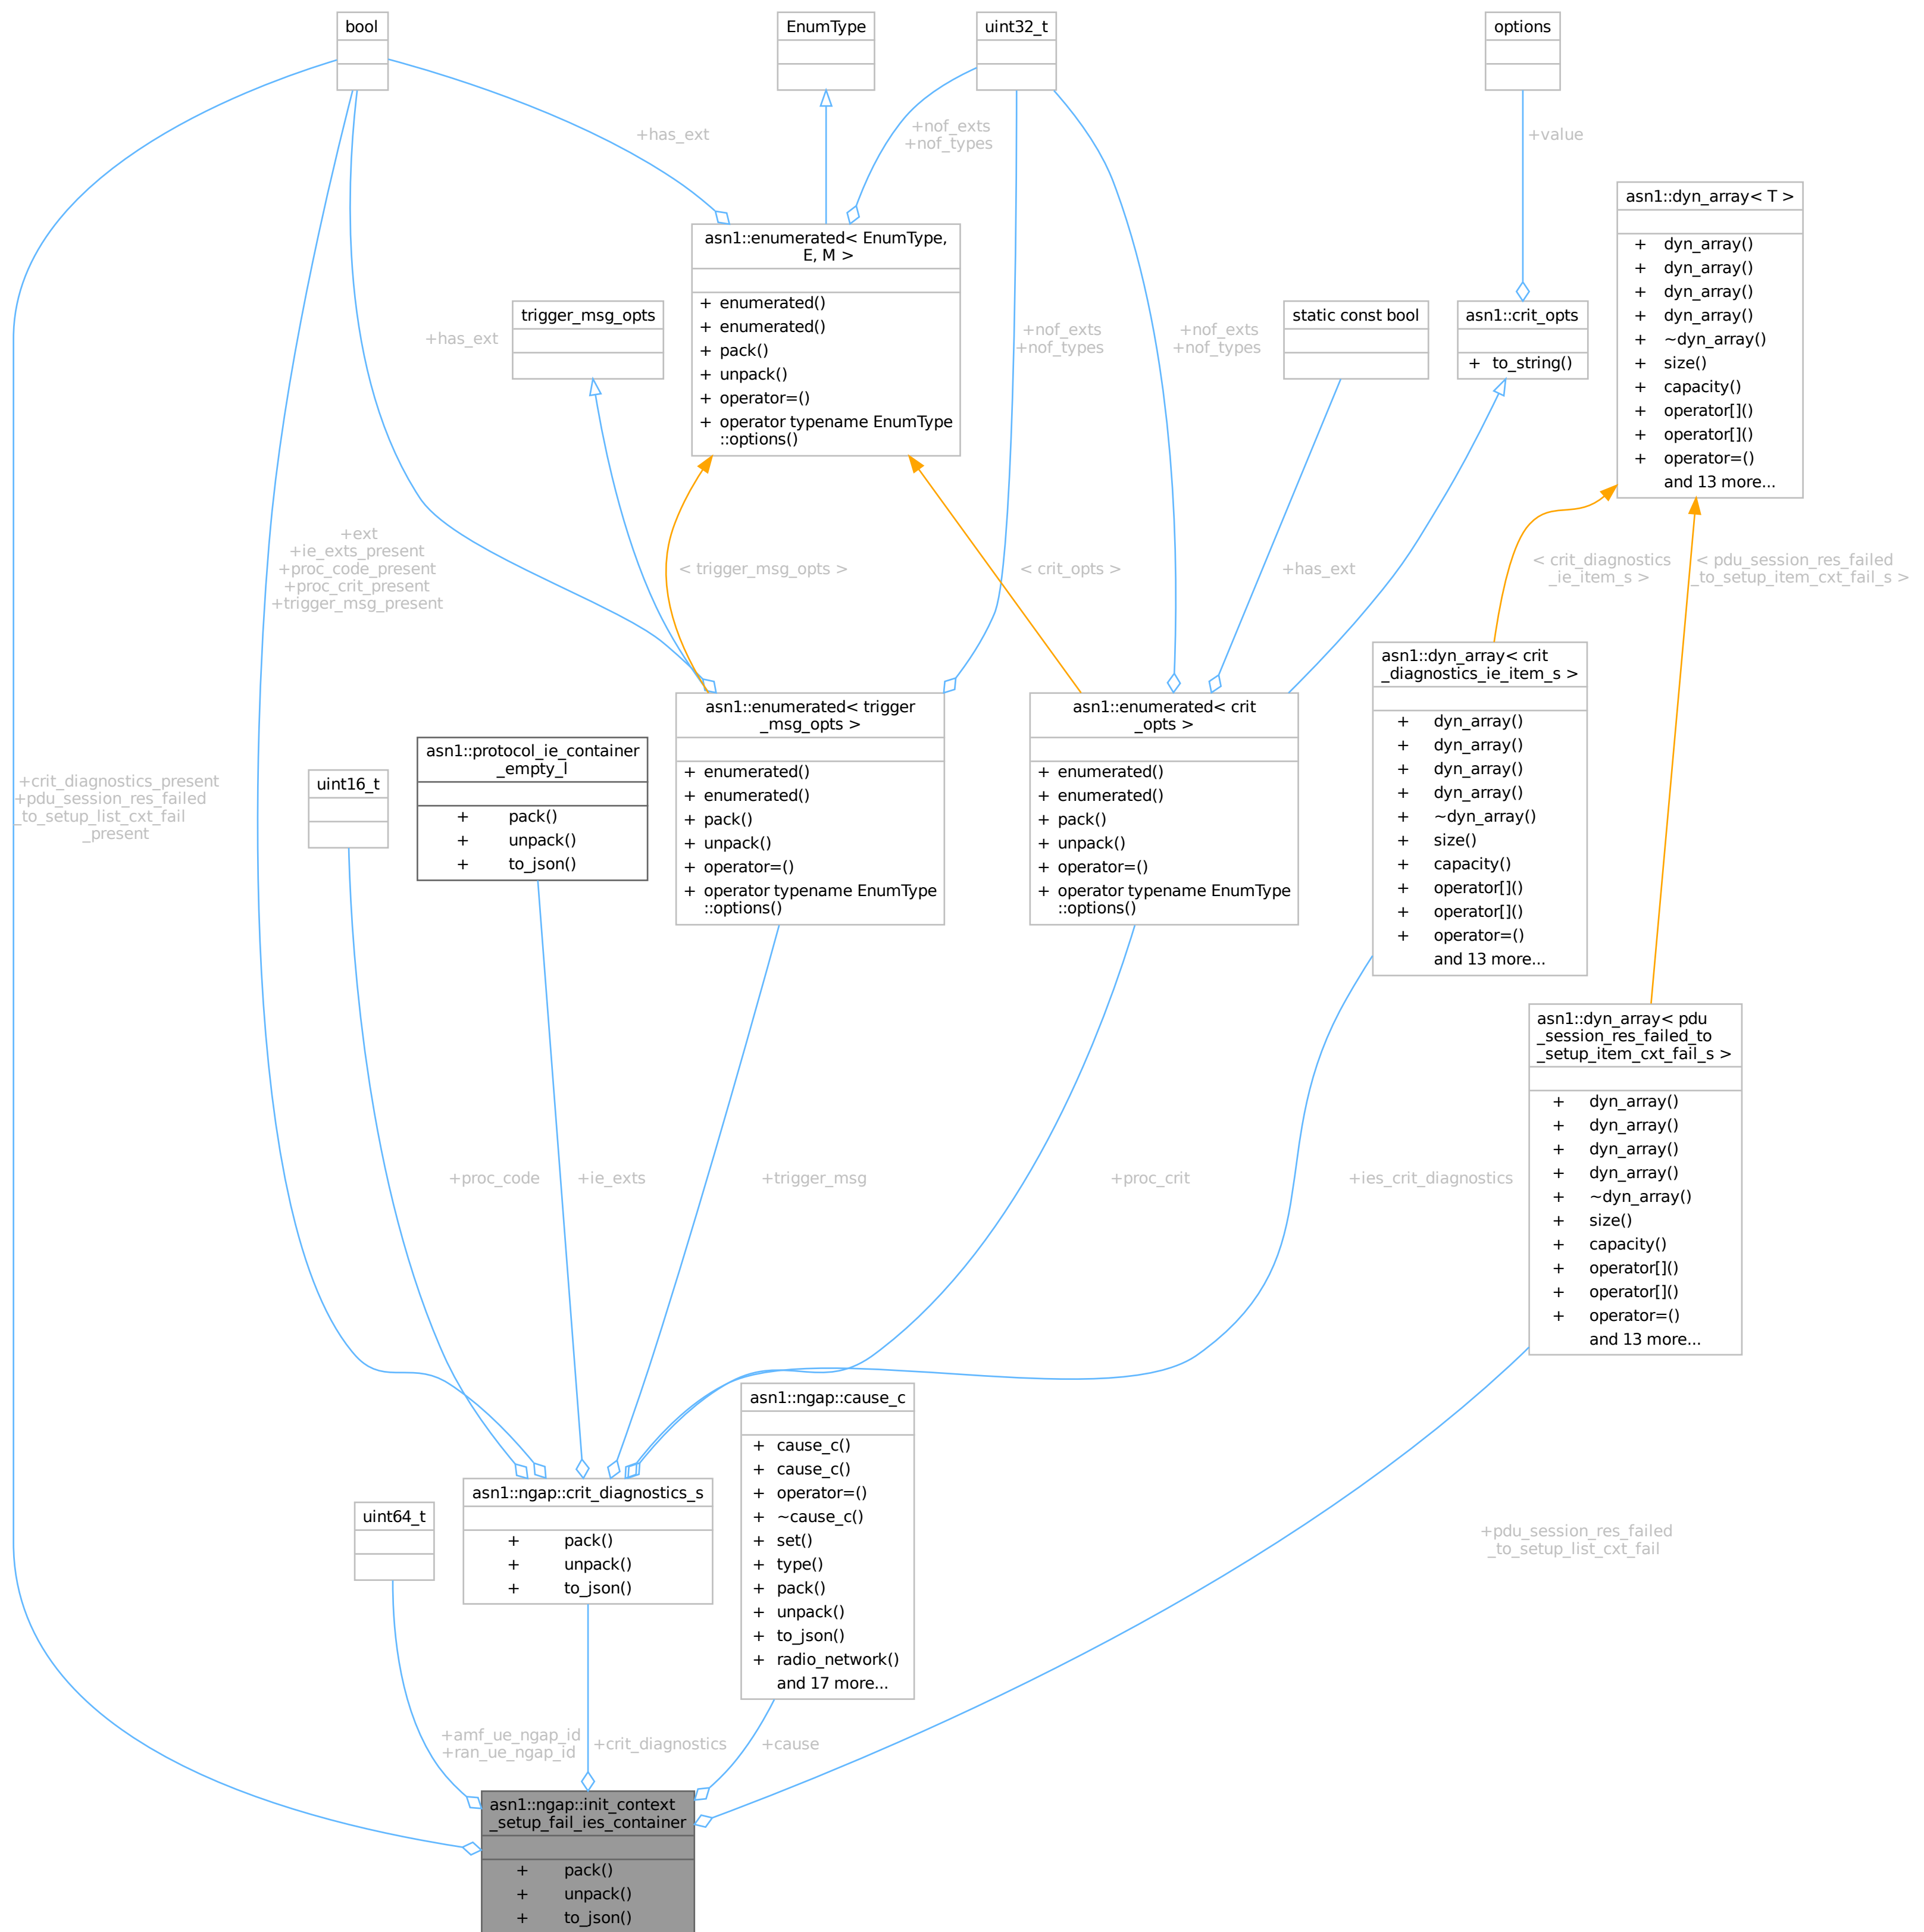 bool
EnumType
uint32_t
options
+has_ext
+nof_exts
+nof_types
+value
asn1::dyn_array< T >
+ dyn_array()
+ dyn_array()
+ dyn_array()
+ dyn_array()
+ ~dyn_array()
+ size()
+ capacity()
+ operator[]()
+ operator[]()
+ operator=()
and 13 more...
asn1::enumerated< EnumType,
E, M >
+ enumerated()
+ enumerated()
+ pack()
+ unpack()
+ operator=()
+ operator typename EnumType
::options()
trigger_msg_opts
static const bool
asn1::crit_opts
+ to_string()
+has_ext
+nof_exts
+nof_types
+nof_exts
+nof_types
+ext
+ie_exts_present
+proc_code_present
+proc_crit_present
+trigger_msg_present
< trigger_msg_opts >
< crit_opts >
+has_ext
< crit_diagnostics
_ie_item_s >
< pdu_session_res_failed
_to_setup_item_cxt_fail_s >
asn1::dyn_array< crit
_diagnostics_ie_item_s >
+ dyn_array()
+ dyn_array()
+ dyn_array()
+ dyn_array()
+ ~dyn_array()
+ size()
+ capacity()
+ operator[]()
+ operator[]()
+ operator=()
and 13 more...
asn1::enumerated< trigger
_msg_opts >
+ enumerated()
+ enumerated()
+ pack()
+ unpack()
+ operator=()
+ operator typename EnumType
::options()
asn1::enumerated< crit
_opts >
+ enumerated()
+ enumerated()
+ pack()
+ unpack()
+ operator=()
+ operator typename EnumType
::options()
asn1::protocol_ie_container
_empty_l
+ pack()
+ unpack()
+ to_json()
uint16_t
+crit_diagnostics_present
+pdu_session_res_failed
_to_setup_list_cxt_fail
_present
asn1::dyn_array< pdu
_session_res_failed_to
_setup_item_cxt_fail_s >
+ dyn_array()
+ dyn_array()
+ dyn_array()
+ dyn_array()
+ ~dyn_array()
+ size()
+ capacity()
+ operator[]()
+ operator[]()
+ operator=()
and 13 more...
+proc_code
+ie_exts
+trigger_msg
+proc_crit
+ies_crit_diagnostics
asn1::ngap::cause_c
+ cause_c()
+ cause_c()
+ operator=()
+ ~cause_c()
+ set()
+ type()
+ pack()
+ unpack()
+ to_json()
+ radio_network()
and 17 more...
asn1::ngap::crit_diagnostics_s
+ pack()
+ unpack()
+ to_json()
uint64_t
+pdu_session_res_failed
_to_setup_list_cxt_fail
+amf_ue_ngap_id
+ran_ue_ngap_id
+crit_diagnostics
+cause
asn1::ngap::init_context
_setup_fail_ies_container
+ pack()
+ unpack()
+ to_json()